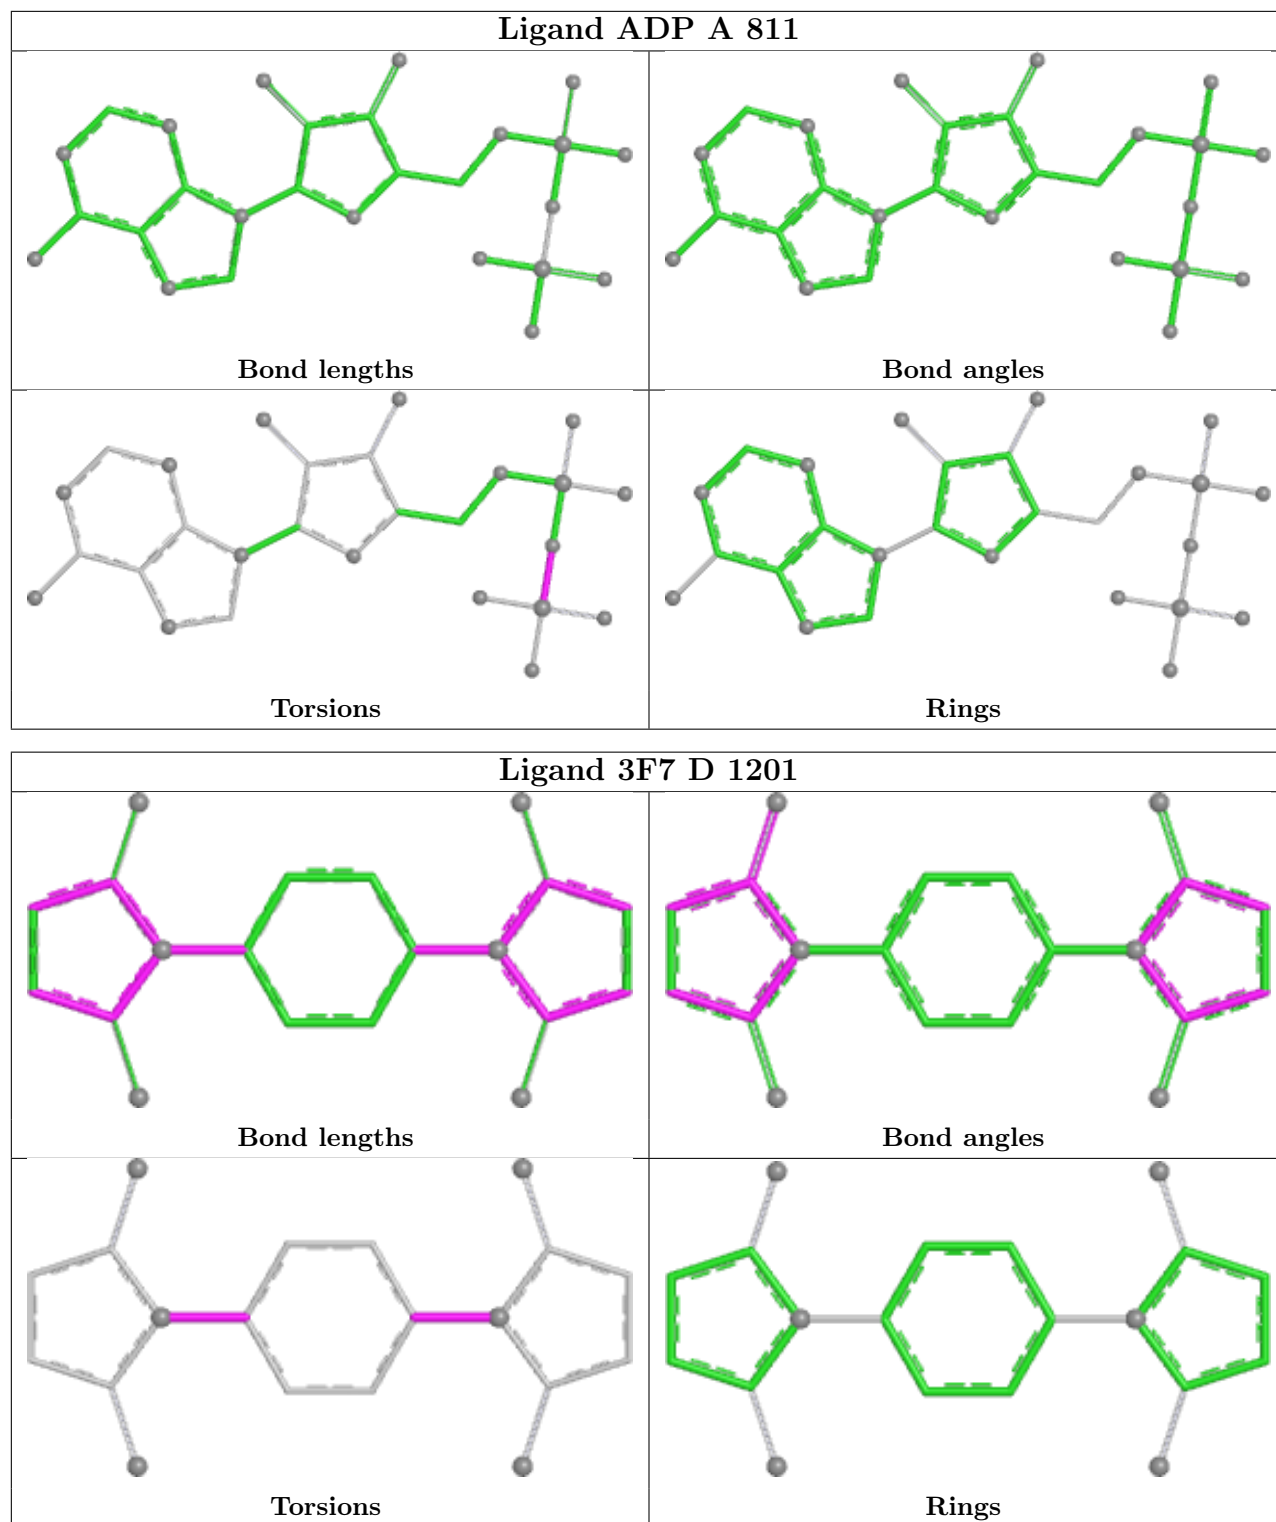 Ligand ADP A 811
Bond lengths
Bond angles
Torsions
Rings
Ligand 3F7 D 1201
Bond lengths
Bond angles
Torsions
Rings